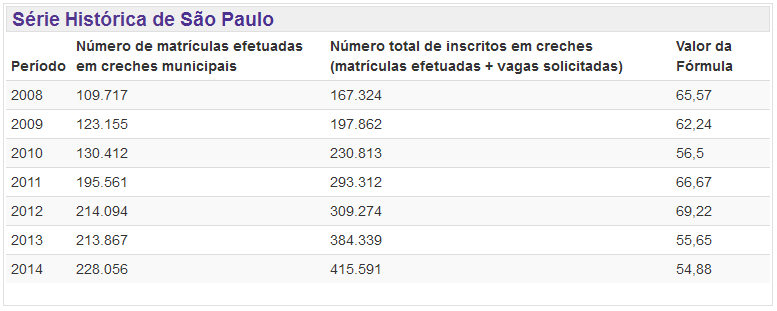 Série Histórica de São Paulo
Período Número de matrículas efetuadas em creches municipais Número total de inscritos em creches (matrículas efetuadas + vagas solicitadas) Valor da Fórmula
2008 109.717 167.324 65,57
2009 123.155 197.862 62,24
2010 130.412 230.813 56,5
2011 195.561 293.312 66,67
2012 214.094 309.274 69,22
2013 213.867 384.339 55,65
2014 228.056 415.591 54,88